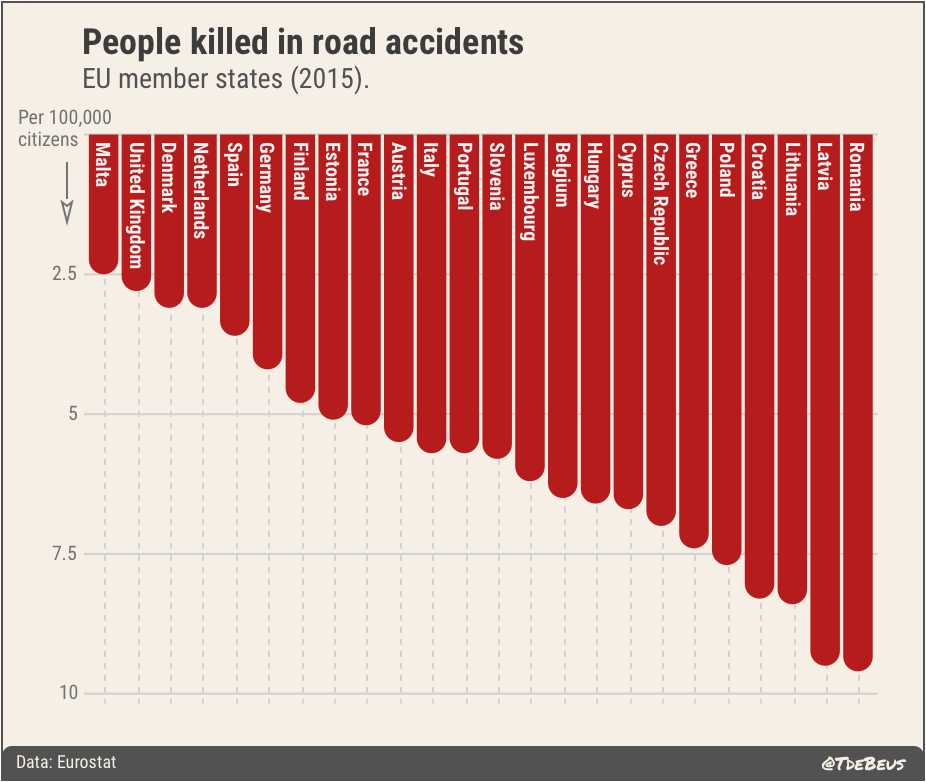 People killed in road accidents
EU member states (2015).
Per 100,000
citizens
Malta
United Kingdom
Denmark
Netherlands
Spain
Germany
Finland
Estonia
France
Austria
Italy
Portugal
Slovenia
Luxembourg
Belgium
Hungary
Cyprus
Czech Republic
Greece
Poland
Croatia
Lithuania
Latvia
Romania
2.5
5
7.5
10
Data: Eurostat
@TdeBeus